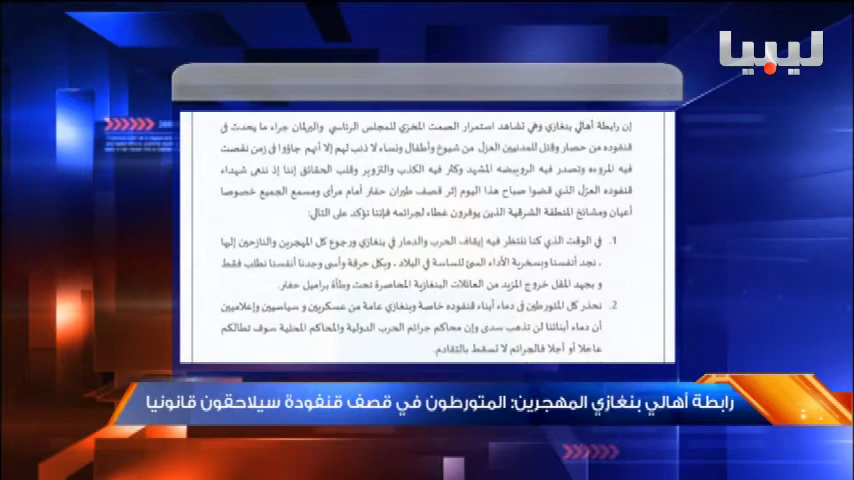 ليبيا
إن رابطة أهالي بنغازي وهي تشاهد استمرار الصمت المخزي للمجلس الرئاسي والبرلمان جراء ما يحدث في
قنفوده من حصار وقتل للمدنيين العزل من شيوخ وأطفال ونساء لا ذنب لهم إلا أنهم جاؤوا في زمن نقصت
فيه المروءه وتصدر فيه الرويبضه المشهد وكثر فيه الكذب والتزوير وقلب الحقائق إننا إذ ننعى شهداء
قنفوده العزل الذي قضوا صباح هذا اليوم إثر قصف طيران حفتر أمام مرأى ومسمع الجميع خصوصا
أعيان ومشائخ المنطقة الشرقية الذين يوفرون غطاء لجرائمه فإننا نؤكد على التال:
1. في الوقت الذي كنا ننتظر فيه إيقاف الحرب والدمار في بنغازي ورجوع كل المهجرين والنازحين إليها
، نجد أنفسنا وبسخرية الأداء السئ للساسة في البلاد ، وبكل حرقة وأسى وجدنا أنفسنا نطلب فقط
و بجهد المقل خروج المزيد من العائلات البنغازية المحاصرة تحت وطأة براميل حفتر.
2. نحذر كل المتورطين في دماء أبناء قنفوده خاصة وبنغازي عامة من عسكريين و سياسيين وإعلاميين
أن دماء أبنائنا لن تذهب سدى وإن محاكم جرائم الحرب الدولية والمحاكم المحلية سوف تطالكم
عاجلا أو آجلا فالجرائم لا تسقط بالتقادم.
رابطة أهالي بنغازي المهجرين: المتورطون في قصف قنفودة سيلاحقون قانونيا